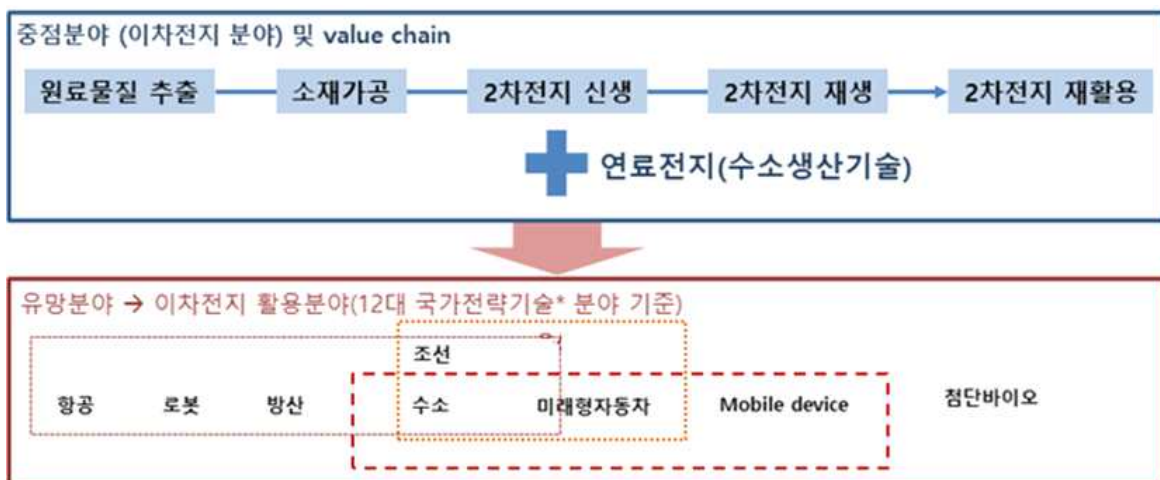 중점분야 (이차전지 분야) 및 value chain
원료물질 추출 소재가공 2차전지 신생 2차전지 재생 2차전지 재활용
연료전지(수소생산기술)
유망분야 → 이차전지 활용분야(12대 국가전략기술* 분야 기준)
조선
항공 로봇 방산 수소 미래형자동차 Mobile device 첨단바이오